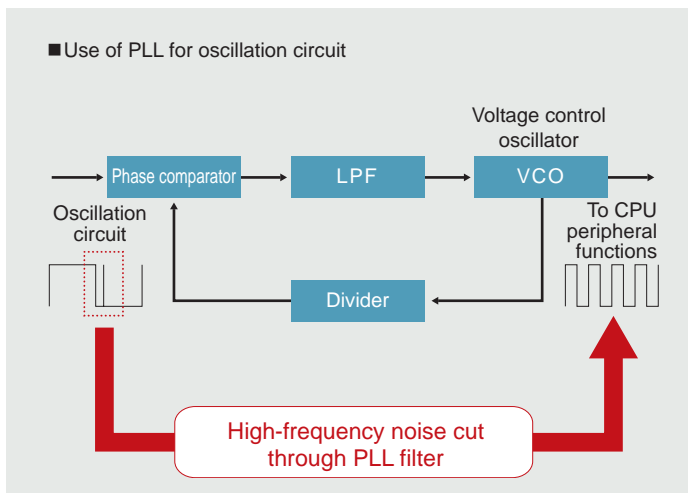 ■Use of PLL for oscillation circuit
Voltage control
oscillator
Phase comparator
LPF
VCO
Oscillation
circuit
To CPU
peripheral
functions
Divider
High-frequency noise cut
through PLL filter